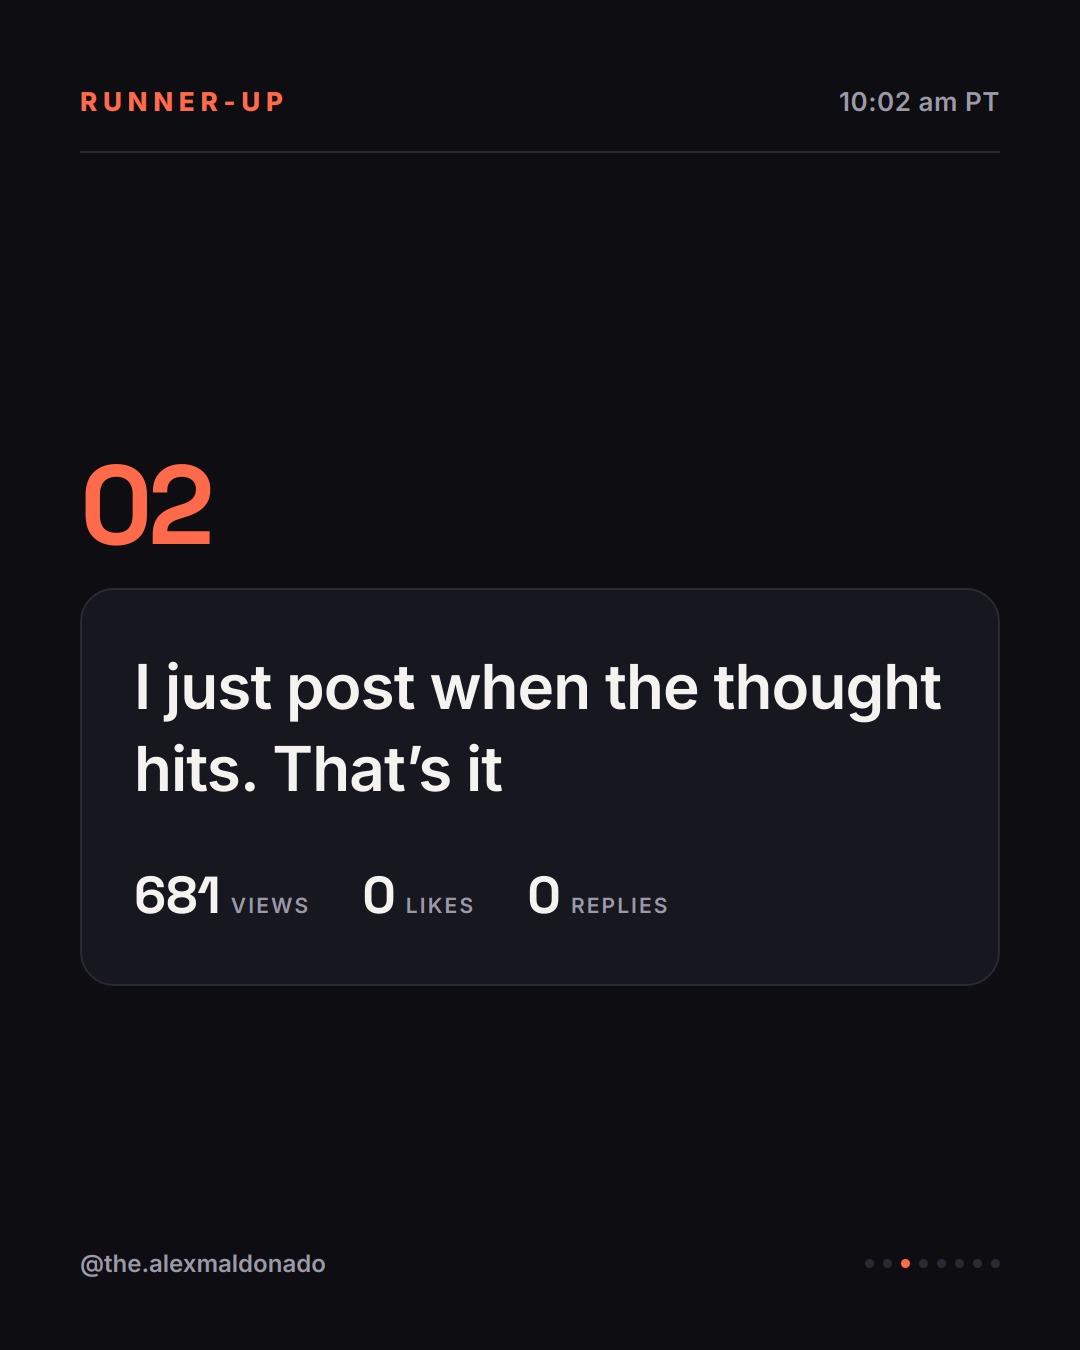 RUNNER-UP
10:02 am PT
02
I just post when the thought
hits. That’s it
681 VIEWS 0 LIKES 0 REPLIES
@the.alexmaldonado